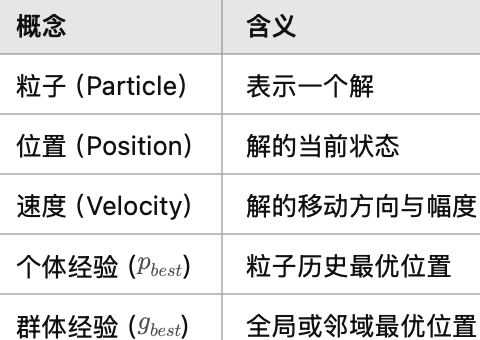 概念 含义
粒子 (Particle) 表示一个解
位置 (Position) 解的当前状态
速度 (Velocity) 解的移动方向与幅度
个体经验 (p_best) 粒子历史最优位置
群体经验 (g_best) 全局或邻域最优位置